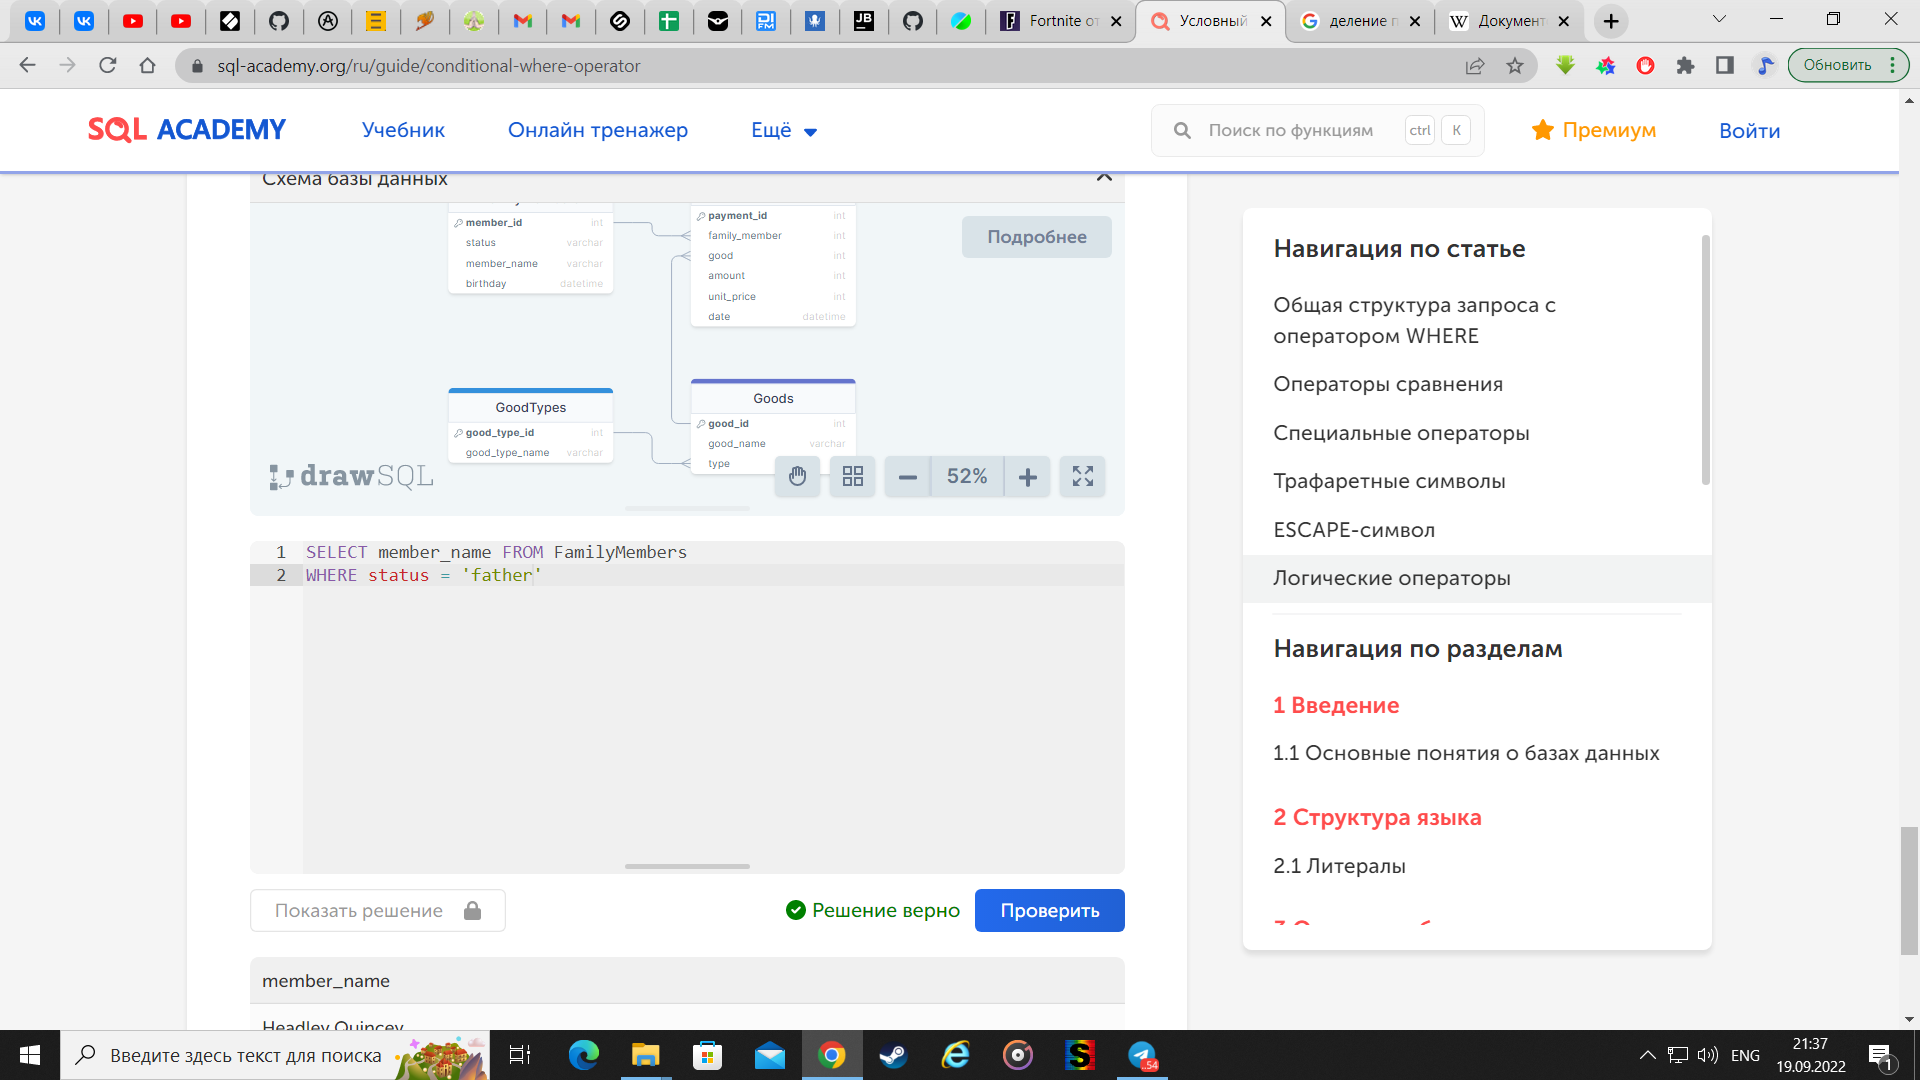 Fortnite от
Условный
деление п
Документ
sql-academy.org/ru/guide/conditional-where-operator
Обновить
SQL ACADEMY
Учебник
Онлайн тренажер
Ещё
Поиск по функциям
ctrl
K
Премиум
Войти
Схема базы данных
member_id int
status varchar
member_name varchar
birthday datetime
payment_id int
family_member int
good int
amount int
unit_price int
date datetime
Подробнее
GoodTypes
good_type_id int
good_type_name varchar
Goods
good_id int
good_name varchar
type
drawSQL
52%
1 SELECT member_name FROM FamilyMembers
2 WHERE status = 'father'
Показать решение
Решение верно
Проверить
member_name
Headley Quincey
Навигация по статье
Общая структура запроса с
оператором WHERE
Операторы сравнения
Специальные операторы
Трафаретные символы
ESCAPE-символ
Логические операторы
Навигация по разделам
1 Введение
1.1 Основные понятия о базах данных
2 Структура языка
2.1 Литералы
Введите здесь текст для поиска
54
ENG
21:37
19.09.2022
1